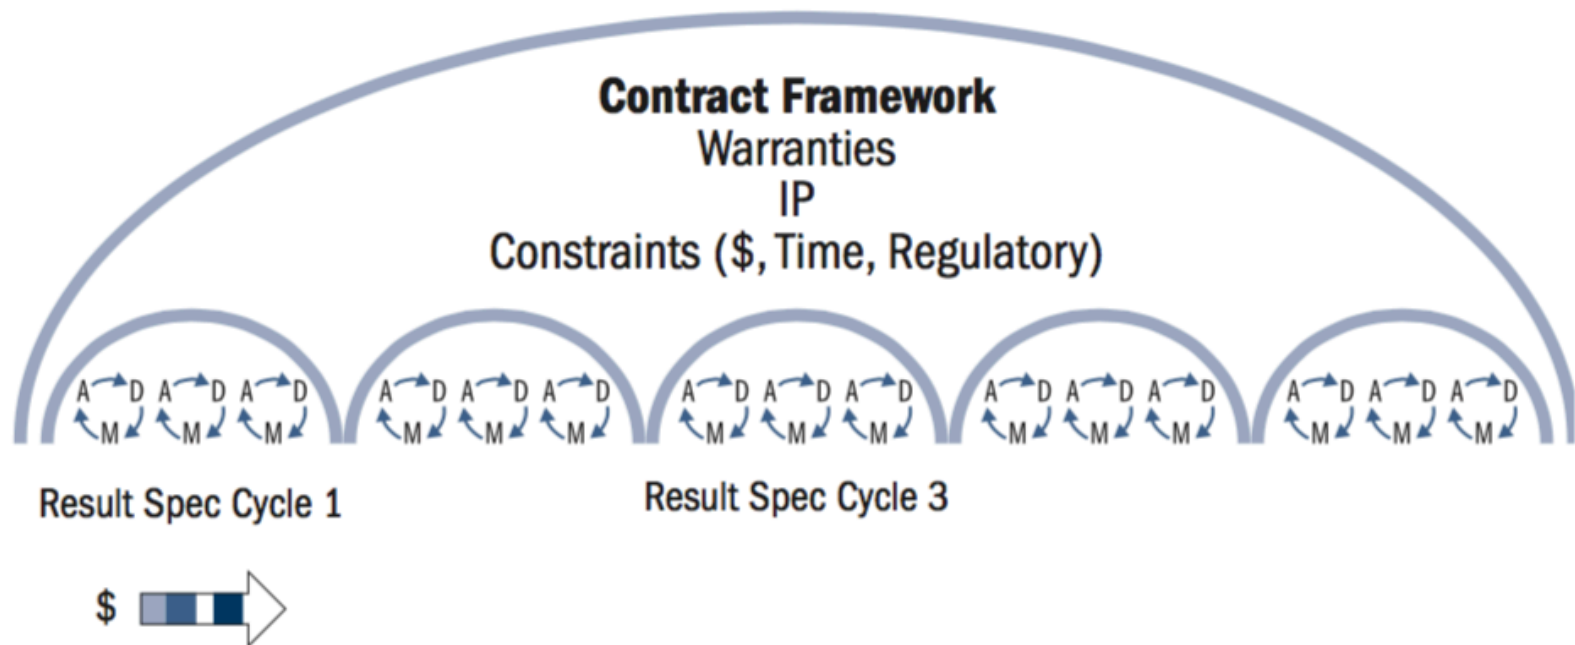 Contract Framework
Warranties
IP
Constraints ($, Time, Regulatory)
A D A D A D A D A D A D A D A D A D A D A D A D A D A D A D
M M M M M M M M M M M M M M M
Result Spec Cycle 1 Result Spec Cycle 3
$